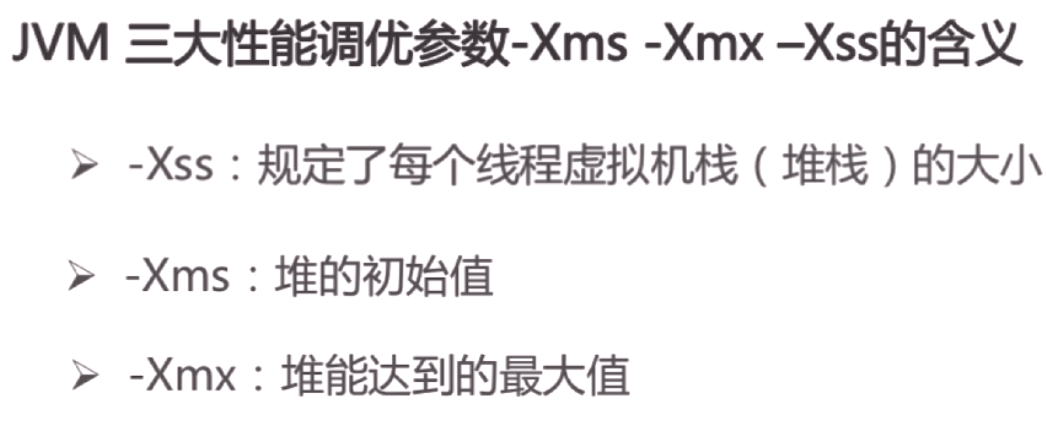 JVM 三大性能调优参数-Xms -Xmx –Xss的含义
➢ -Xss：规定了每个线程虚拟机栈（堆栈）的大小
➢ -Xms：堆的初始值
➢ -Xmx：堆能达到的最大值